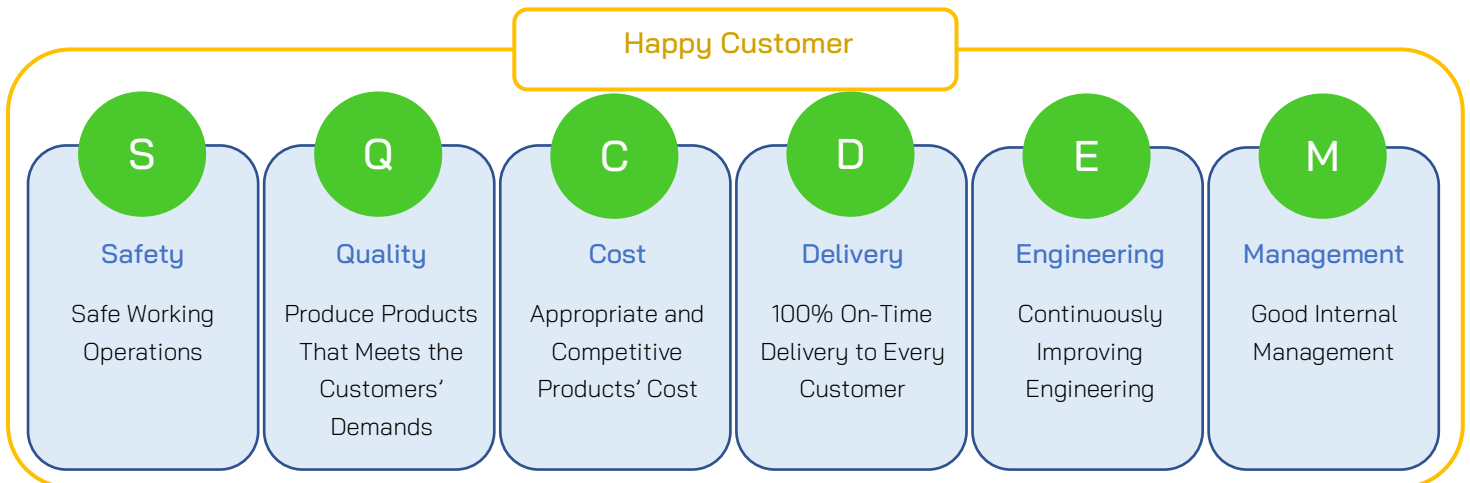 Happy Customer
S
Safety
Safe Working
Operations
Q
Quality
Produce Products
That Meets the
Customers’
Demands
C
Cost
Appropriate and
Competitive
Products’ Cost
D
Delivery
100% On-Time
Delivery to Every
Customer
E
Engineering
Continuously
Improving
Engineering
M
Management
Good Internal
Management